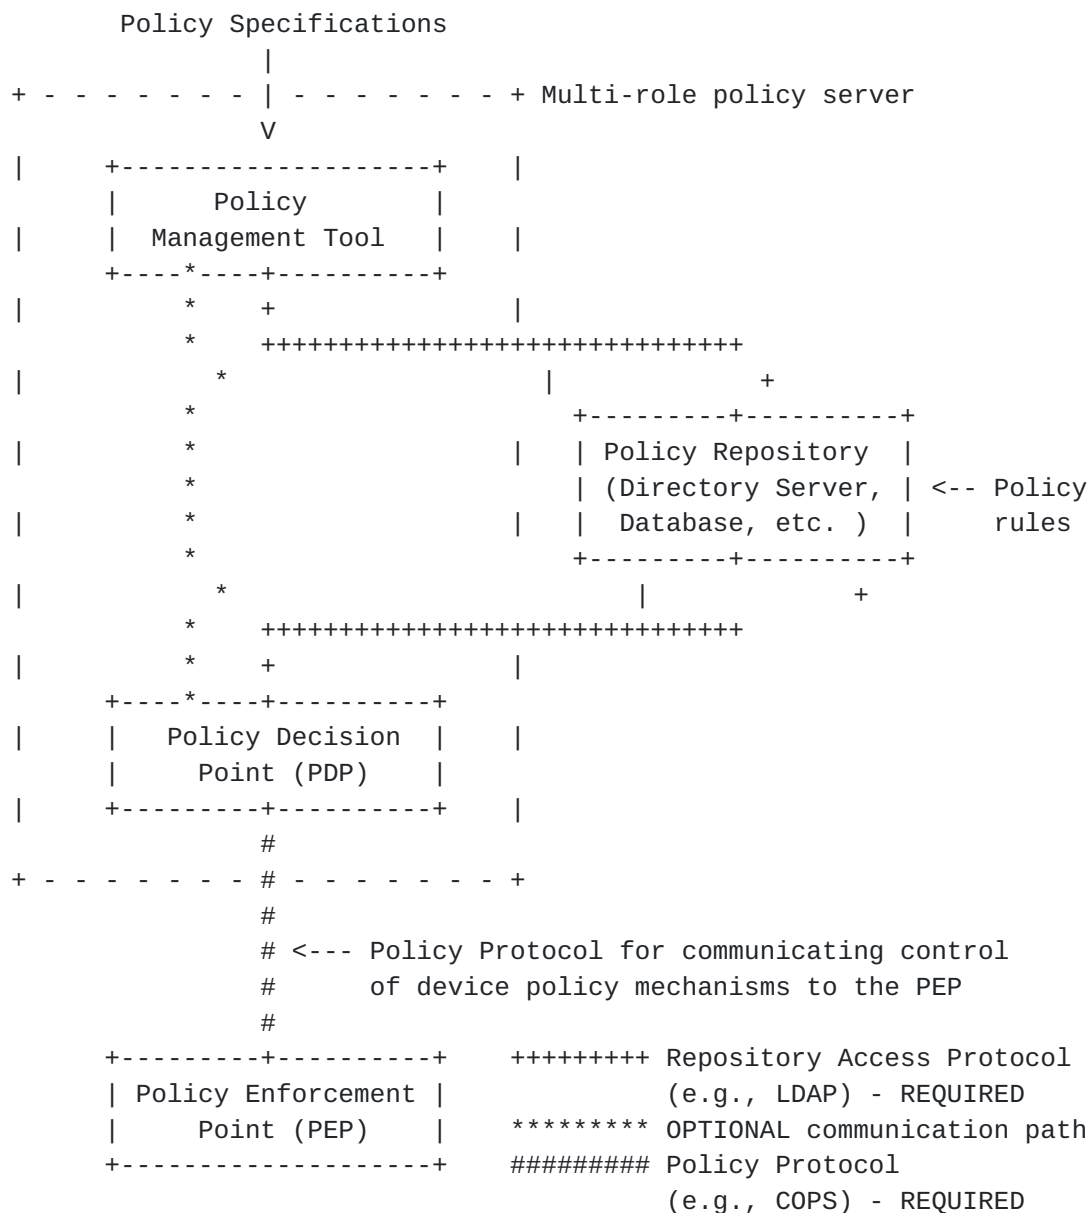 Policy Specifications
|
+ - - - - - - - | - - - - - - - + Multi-role policy server
V
|     +--------------------+    |
|      Policy        |
|     |  Management Tool   |    |
+----*----+----------+
|          *    +               |
*    +++++++++++++++++++++++++++++++
|            *                    |             +
*                        +---------+----------+
|          *                    |   | Policy Repository  |
*                        | (Directory Server, | <-- Policy
|          *                    |   |  Database, etc. )  |     rules
*                        +---------+----------+
|            *                          |             +
*    +++++++++++++++++++++++++++++++
|          *    +               |
+----*----+----------+
|     |   Policy Decision  |    |
|     Point (PDP)    |
|     +---------+----------+    |
#
+ - - - - - - - # - - - - - - - +
#
# <--- Policy Protocol for communicating control
#      of device policy mechanisms to the PEP
#
+---------+----------+    +++++++++ Repository Access Protocol
| Policy Enforcement |              (e.g., LDAP) - REQUIRED
|     Point (PEP)    |    ********* OPTIONAL communication path
+--------------------+    ######### Policy Protocol
(e.g., COPS) - REQUIRED